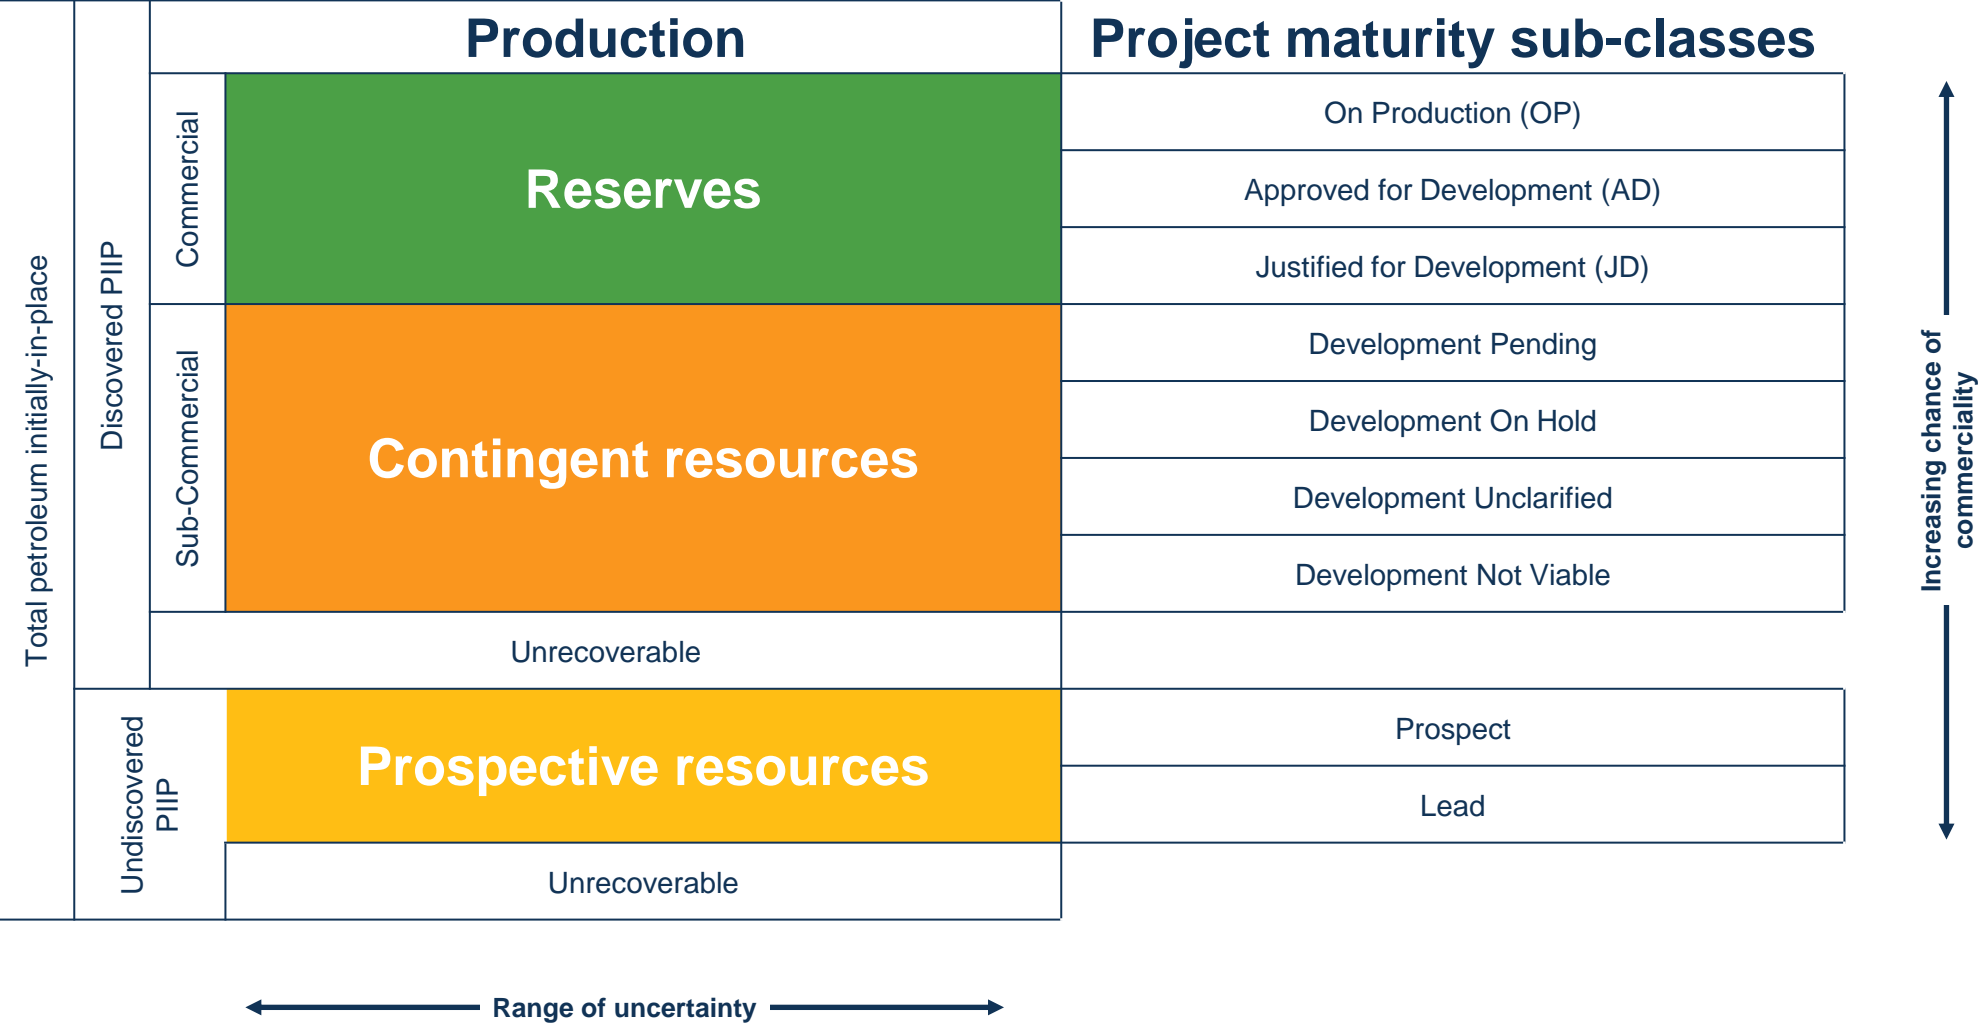 Production
Project maturity sub-classes
Total petroleum initially-in-place
Discovered PIIP
Commercial
Reserves
On Production (OP)
Approved for Development (AD)
Justified for Development (JD)
Sub-Commercial
Contingent resources
Development Pending
Development On Hold
Development Unclarified
Development Not Viable
Unrecoverable
Undiscovered
PIIP
Prospective resources
Prospect
Lead
Unrecoverable
Increasing chance of
commerciality
Range of uncertainty